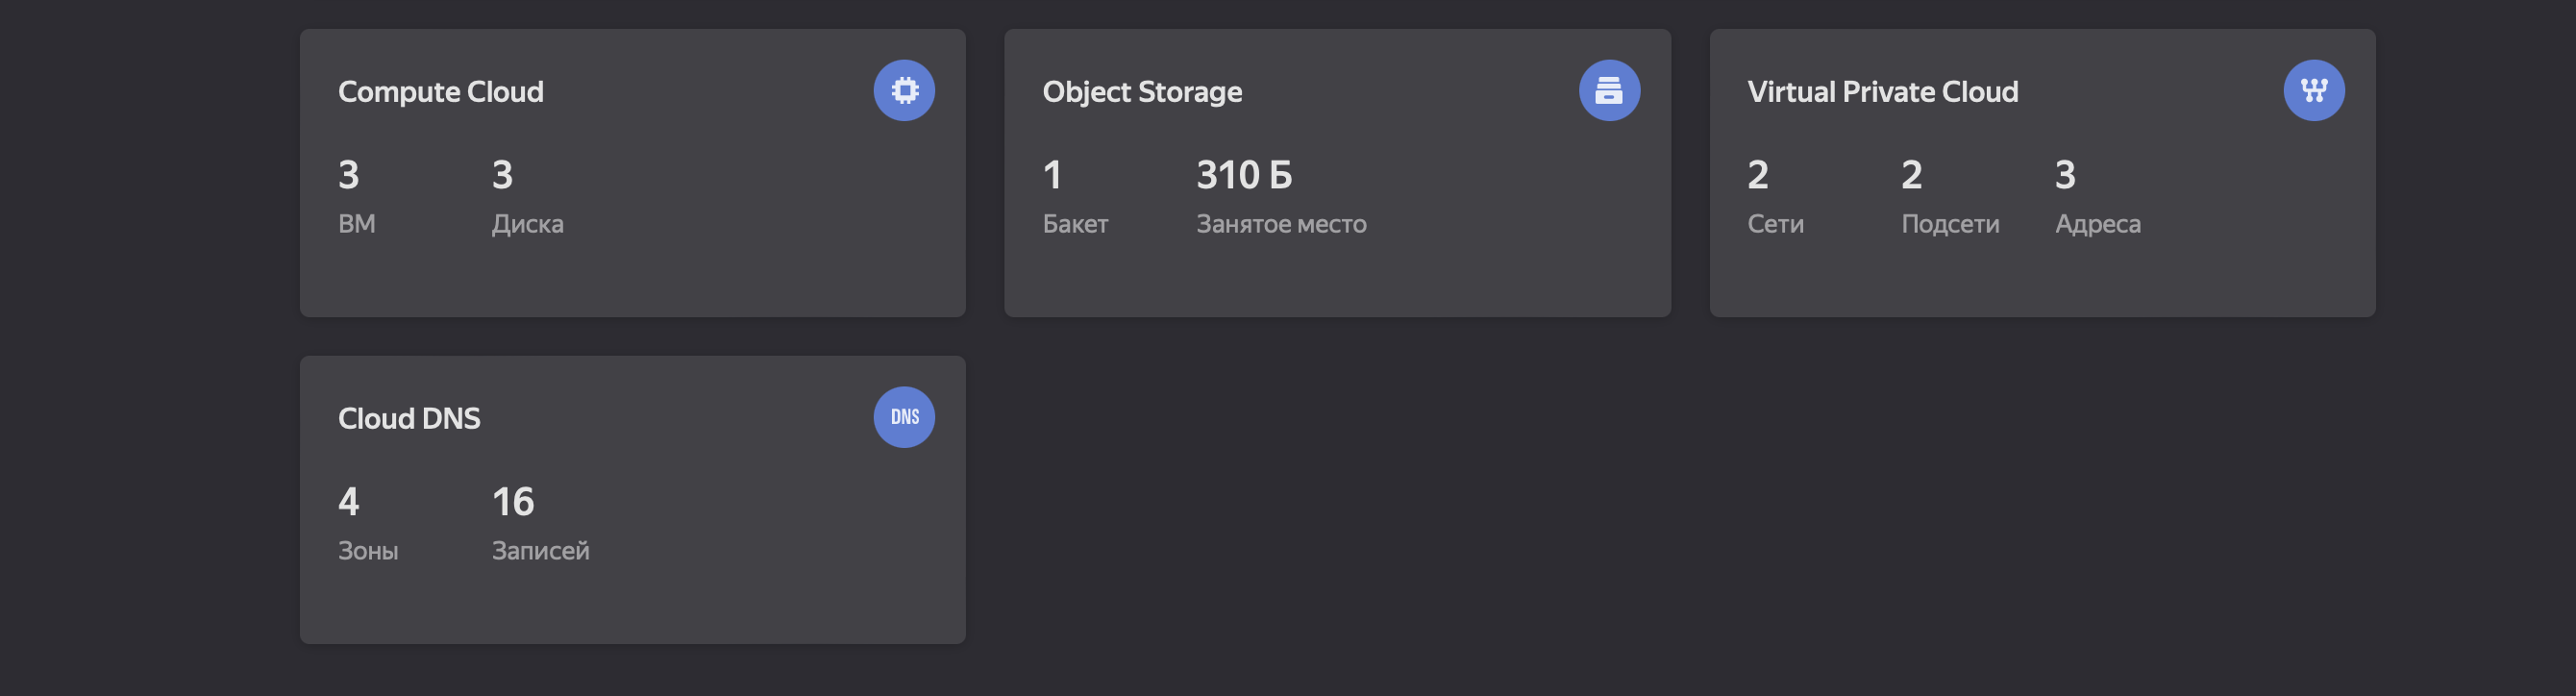 Compute Cloud
3 3
ВМ Диска
Object Storage
1 310 Б
Бакет Занятое место
Virtual Private Cloud
2 2 3
Сети Подсети Адреса
Cloud DNS
DNS
4 16
Зоны Записей